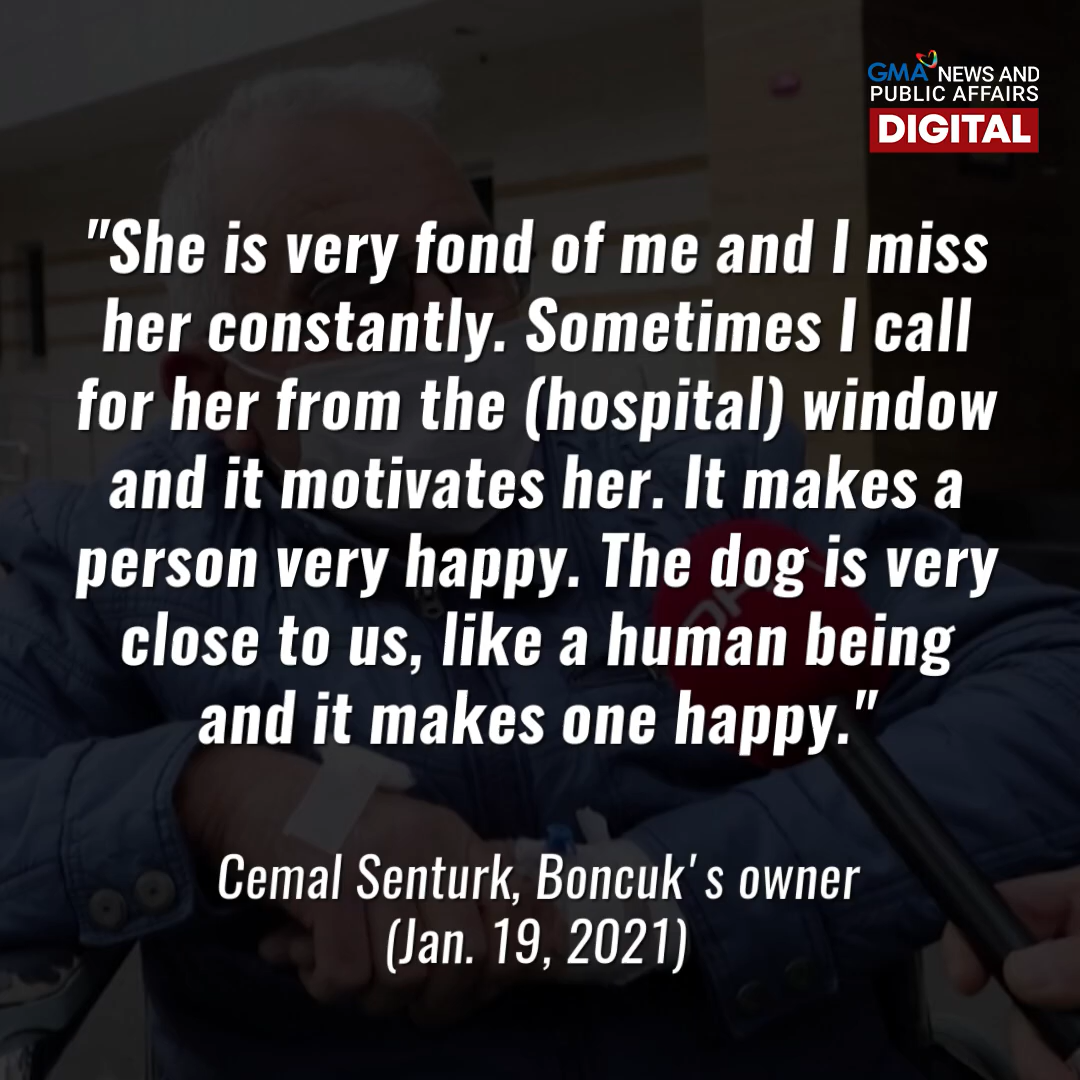 GMA NEWS AND
PUBLIC AFFAIRS
DIGITAL
"She is very fond of me and I miss
her constantly. Sometimes I call
for her from the (hospital) window
and it motivates her. It makes a
person very happy. The dog is very
close to us, like a human being
and it makes one happy."
Cemal Senturk, Boncuk's owner
(Jan. 19, 2021)